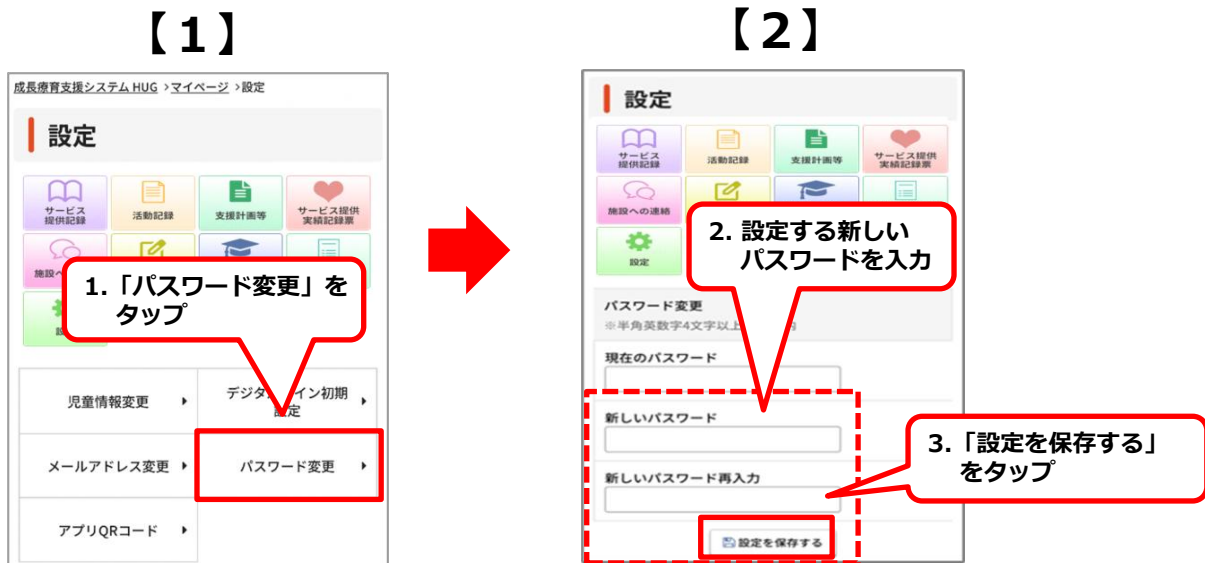 【1】
成長療育支援システム HUG >マイページ >設定
設定
サービス
提供記録
活動記録
支援計画等
サービス提供
実績記録票
施設へ
1.「パスワード変更」を
タップ
児童情報変更
デジタ
イン初期
定
メールアドレス変更
パスワード変更
アプリQRコード
【2】
設定
サービス
提供記録
活動記録
支援計画等
サービス提供
実績記録票
施設への連絡
設定
2. 設定する新しい
パスワードを入力
パスワード変更
※半角英数字4文字以上
現在のパスワード
新しいパスワード
新しいパスワード再入力
設定を保存する
3.「設定を保存する」
をタップ